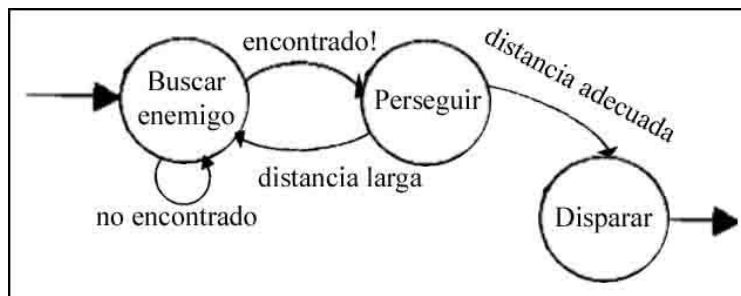 encontrado!
Buscar
enemigo
Perseguir
distancia adecuada
distancia larga
no encontrado
Disparar